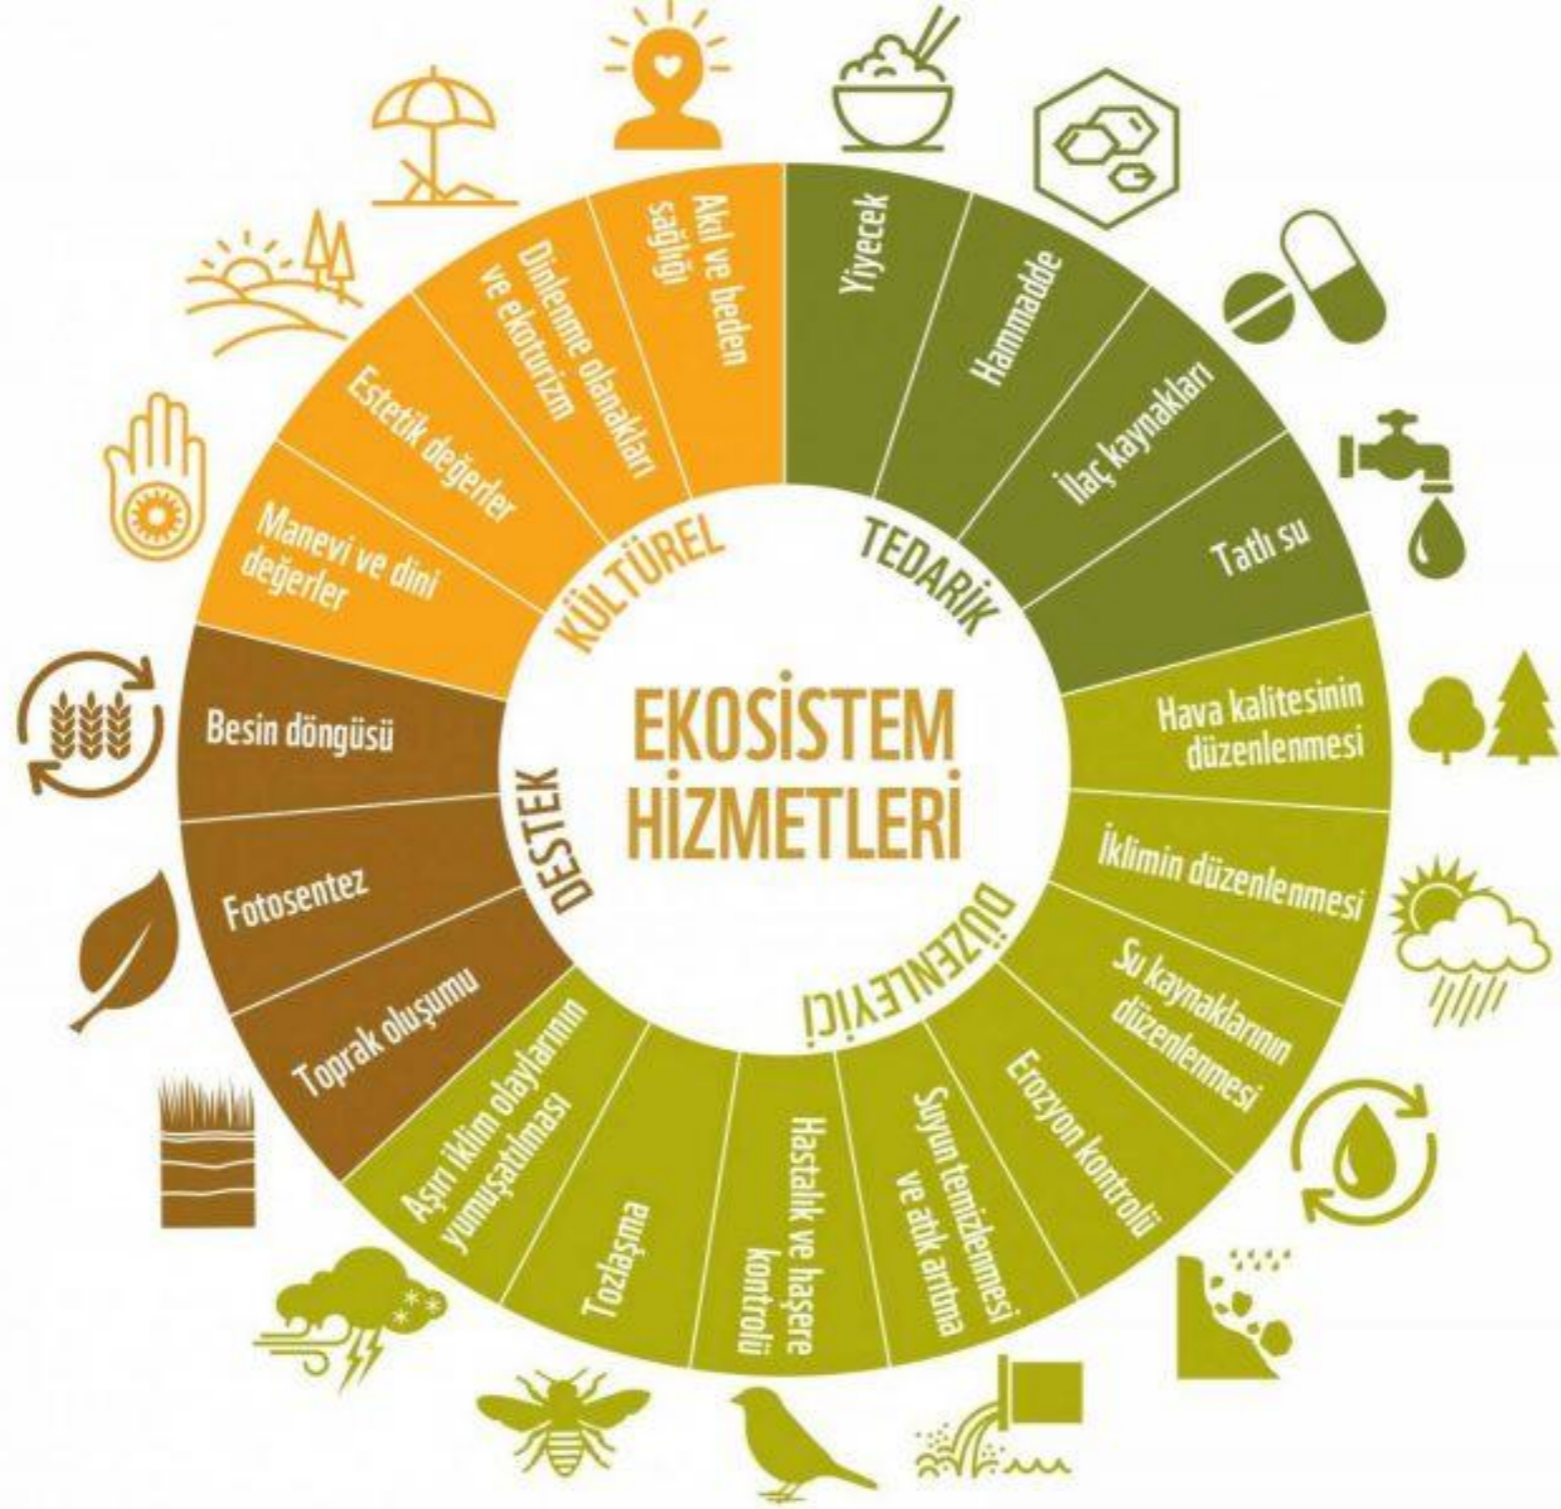 EKOSİSTEM
HİZMETLERİ
TEDARİK
Yiyecek
Hammadde
İlaç kaynakları
Tatlı su
DÜZENLEYİCİ
Hava kalitesinin
düzenlenmesi
İklimin düzenlenmesi
Su kaynaklarının
düzenlenmesi
Erozyon kontrolü
Suyun temizlenmesi
ve atık arıtma
Hastalık ve haşere
kontrolü
Tozlaşma
Aşırı iklim olaylarının
yumuşatılması
DESTEK
Toprak oluşumu
Fotosentez
Besin döngüsü
KÜLTÜREL
Manevi ve dini
değerler
Estetik değerler
Dinlenme olanakları
ve ekoturizm
Akıl ve beden
sağlığı